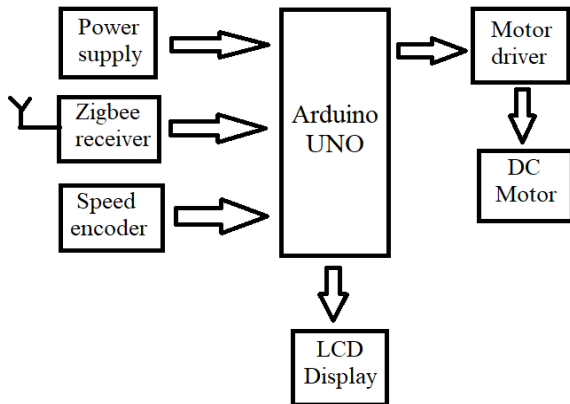 Power
supply
Zigbee
receiver
Speed
encoder
Arduino
UNO
Motor
driver
DC
Motor
LCD
Display